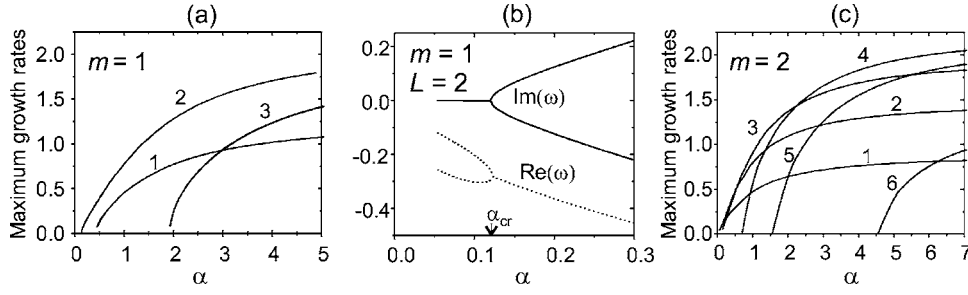 (a)
Maximum growth rates
2.0
1.5
1.0
0.5
0.0
m = 1
2
3
1
0 1 2 3 4 5
α
(b)
0.2
0.0
-0.2
-0.4
m = 1
L = 2
Im(ω)
Re(ω)
αcr
0.0 0.1 0.2 0.3
α
(c)
Maximum growth rates
2.0
1.5
1.0
0.5
0.0
m = 2
4
3
2
5
1
6
0 1 2 3 4 5 6 7
α